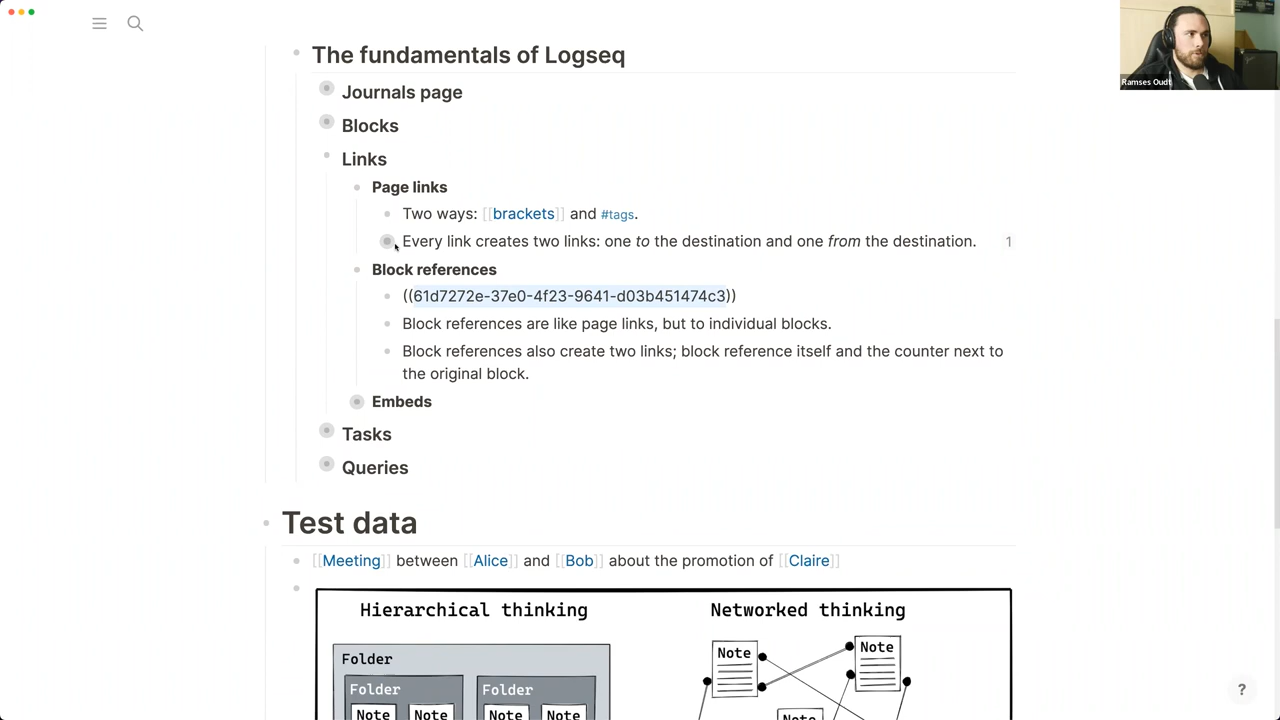 Ramses Oudt
The fundamentals of Logseq
Journals page
Blocks
Links
Page links
Two ways: [[brackets]] and #tags.
Every link creates two links: one to the destination and one from the destination. 1
Block references
((61d7272e-37e0-4f23-9641-d03b451474c3))
Block references are like page links, but to individual blocks.
Block references also create two links; block reference itself and the counter next to
the original block.
Embeds
Tasks
Queries
Test data
[[Meeting]] between [[Alice]] and [[Bob]] about the promotion of [[Claire]]
Hierarchical thinking
Networked thinking
Folder
Folder
Folder
Note
Note
Note
Note
Note
Note
Note
?